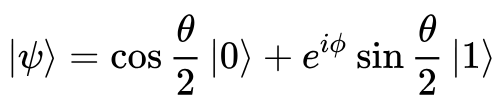 |ψ⟩ = cos θ/2 |0⟩ + e^{iϕ} sin θ/2 |1⟩